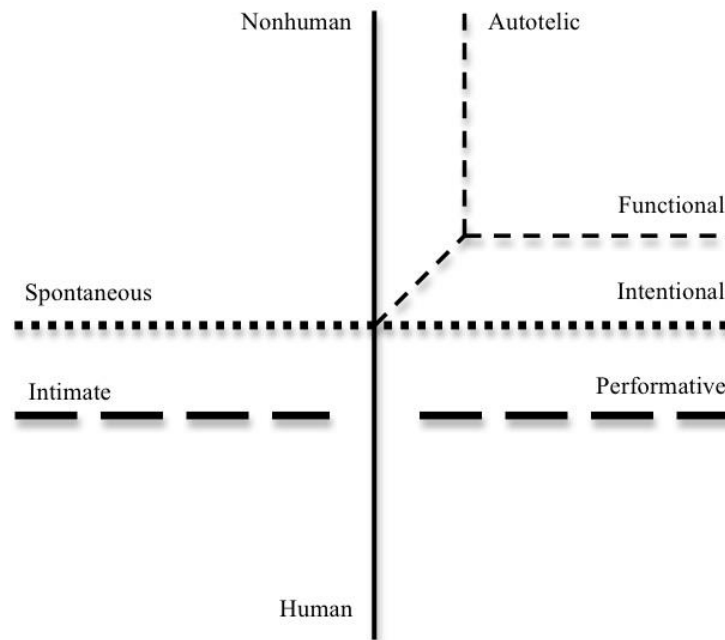 Nonhuman
Autotelic
Functional
Spontaneous
Intentional
Intimate
Performative
Human